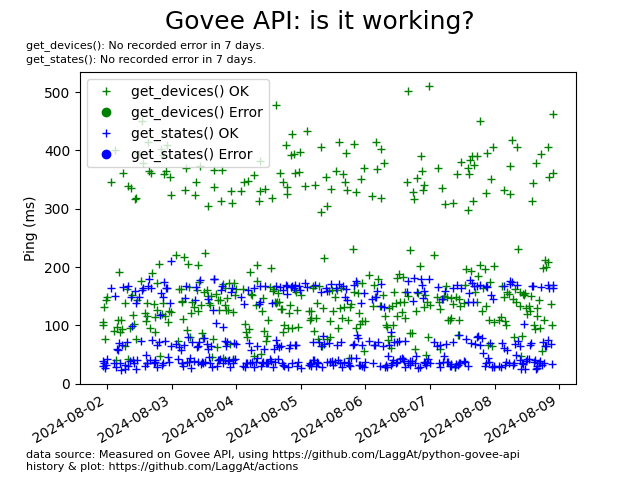 Govee API: is it working?
get_devices(): No recorded error in 7 days.
get_states(): No recorded error in 7 days.
get_devices() OK
get_devices() Error
get_states() OK
get_states() Error
Ping (ms)
500
400
300
200
100
0
2024-08-02
2024-08-03
2024-08-04
2024-08-05
2024-08-06
2024-08-07
2024-08-08
2024-08-09
data source: Measured on Govee API, using https://github.com/LaggAt/python-govee-api
history & plot: https://github.com/LaggAt/actions